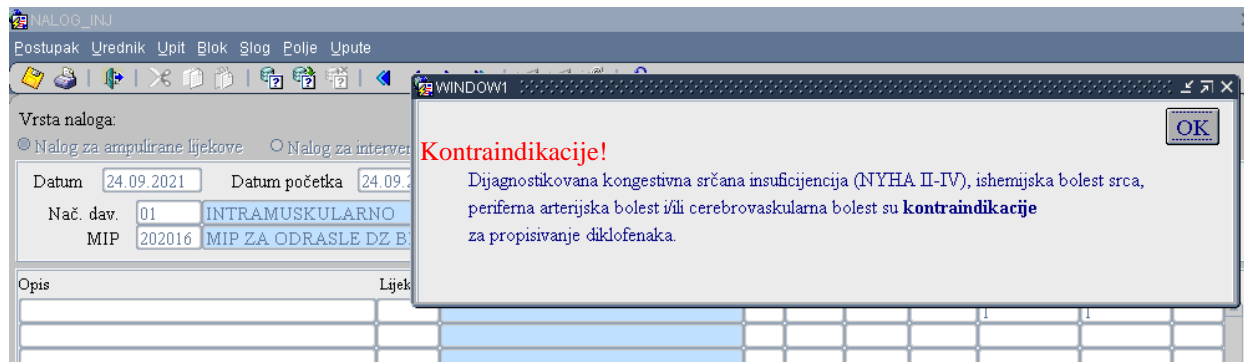 NALOG_INJ
Postupak Urednik Upit Blok Slog Polje Upute
WINDOW1
OK
Vrsta naloga:
Nalog za ampulirane lijekove Nalog za
Kontraindikacije!
Dijagnostikovana kongestivna srčana insuficijencija (NYHA II-IV), ishemijska bolest srca,
periferna arterijska bolest i/ili cerebrovaskularna bolest su kontraindikacije
za propisivanje diklofenaka.
Datum 24.09.2021 Datum početka 24.09.
Nač. dav. 01 INTRAMUSKULARNO
MIP 202016 MIP ZA ODRASLE DZ
Opis Lijek
1 1